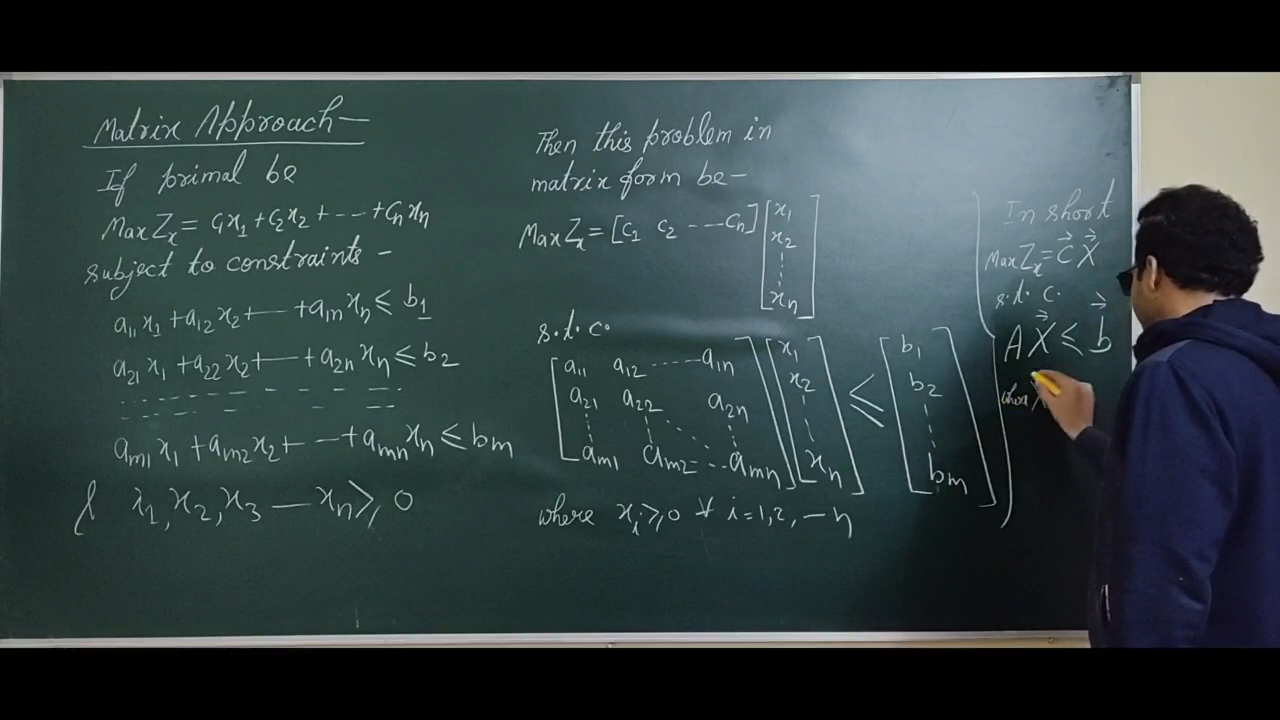 Matrix Approach—
If primal be
Max Zₓ = c₁x₁ + c₂x₂ + --- + cₙxₙ
subject to constraints –
a₁₁x₁ + a₁₂x₂ + — + a₁ₙxₙ ≤ b₁
a₂₁x₁ + a₂₂x₂ + — + a₂ₙxₙ ≤ b₂
aₘ₁x₁ + aₘ₂x₂ + — + aₘₙxₙ ≤ bₘ
& x₁, x₂, x₃ — xₙ ≥ 0
Then this problem in
matrix form be –
Max Zₓ = [c₁ c₂ --- cₙ] [x₁
x₂
⋮
xₙ]
s.t.c.
[a₁₁ a₁₂ ------ a₁ₙ] [x₁] ≤ [b₁]
[a₂₁ a₂₂ a₂ₙ] [x₂] [b₂]
[⋮ ⋮ ⋱ ⋮] [⋮] [⋮]
[aₘ₁ aₘ₂ --- aₘₙ] [xₙ] [bₘ]
where xᵢ ≥ 0 ∀ i = 1, 2, — n
In short
Max Zₓ = C⃗ X⃗
s.t. c.
A X⃗ ≤ b⃗